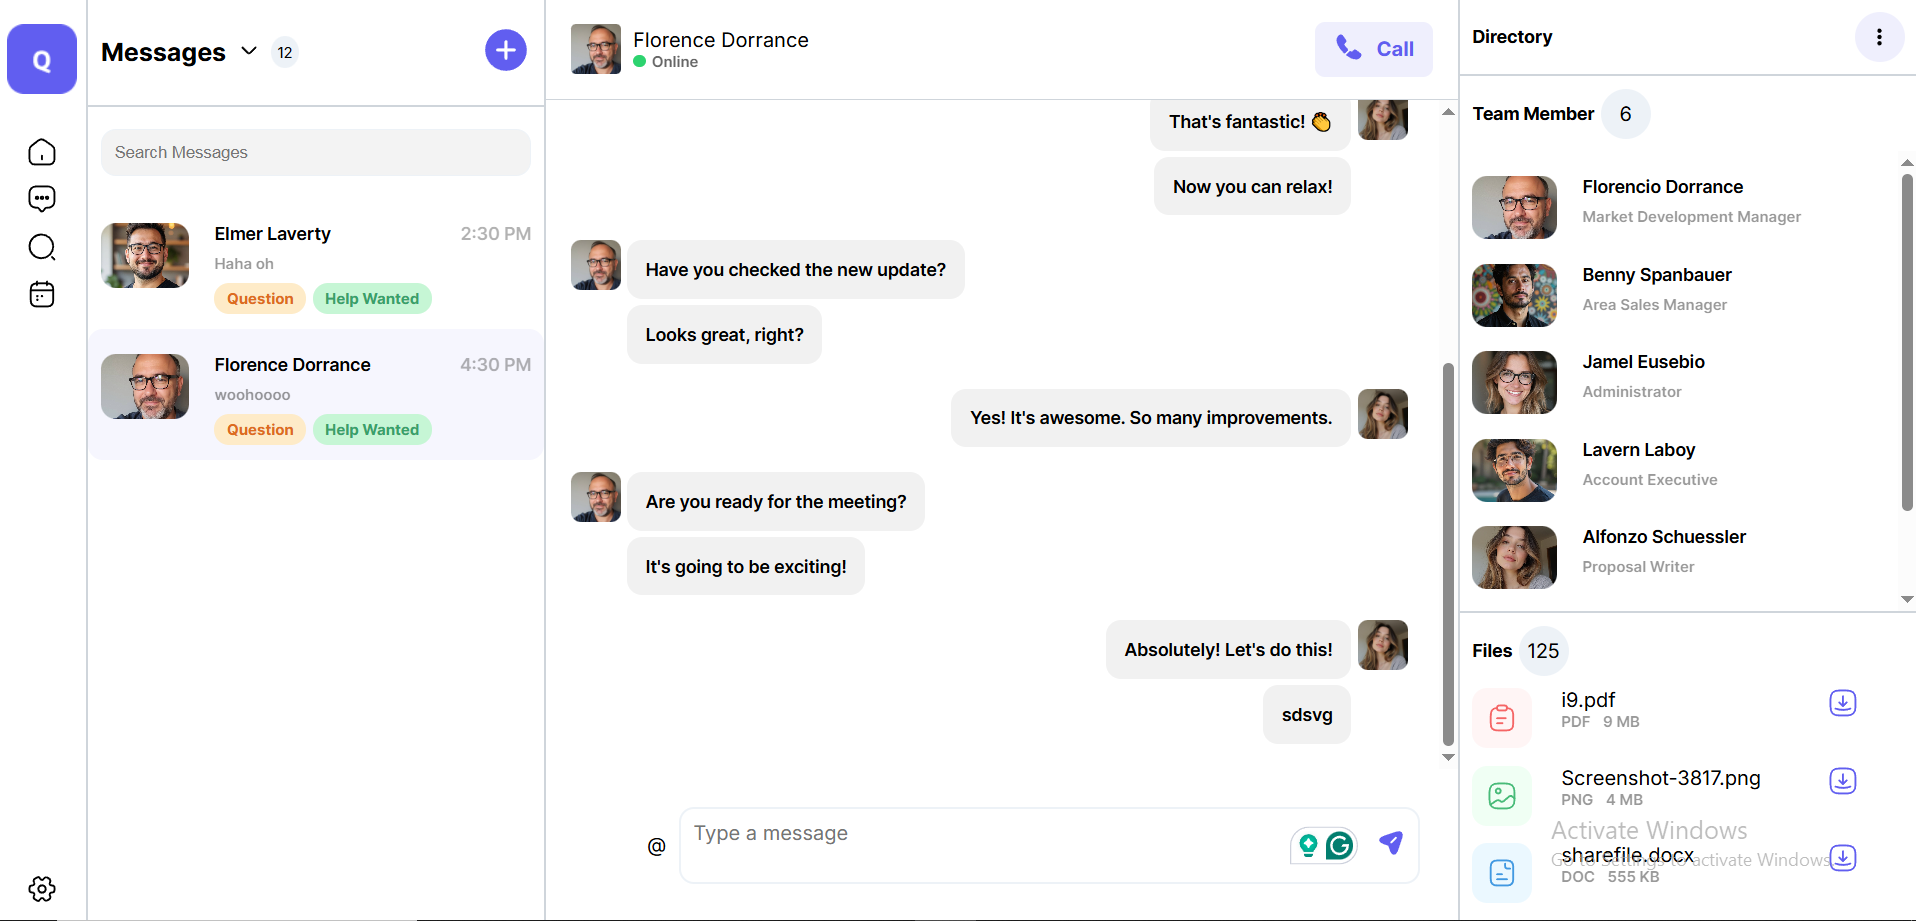 Q
Messages 12
Search Messages
Elmer Laverty 2:30 PM
Haha oh
Question Help Wanted
Florence Dorrance 4:30 PM
woohoooo
Question Help Wanted
Florence Dorrance
Online
Call
That's fantastic! 👏
Now you can relax!
Have you checked the new update?
Looks great, right?
Yes! It's awesome. So many improvements.
Are you ready for the meeting?
It's going to be exciting!
Absolutely! Let's do this!
sdsvg
@ Type a message
Directory
Team Member 6
Florencio Dorrance
Market Development Manager
Benny Spanbauer
Area Sales Manager
Jamel Eusebio
Administrator
Lavern Laboy
Account Executive
Alfonzo Schuessler
Proposal Writer
Files 125
i9.pdf
PDF 9 MB
Screenshot-3817.png
PNG 4 MB
sharefile.docx
DOC 555 KB
Activate Windows
Go to Settings to activate Windows.